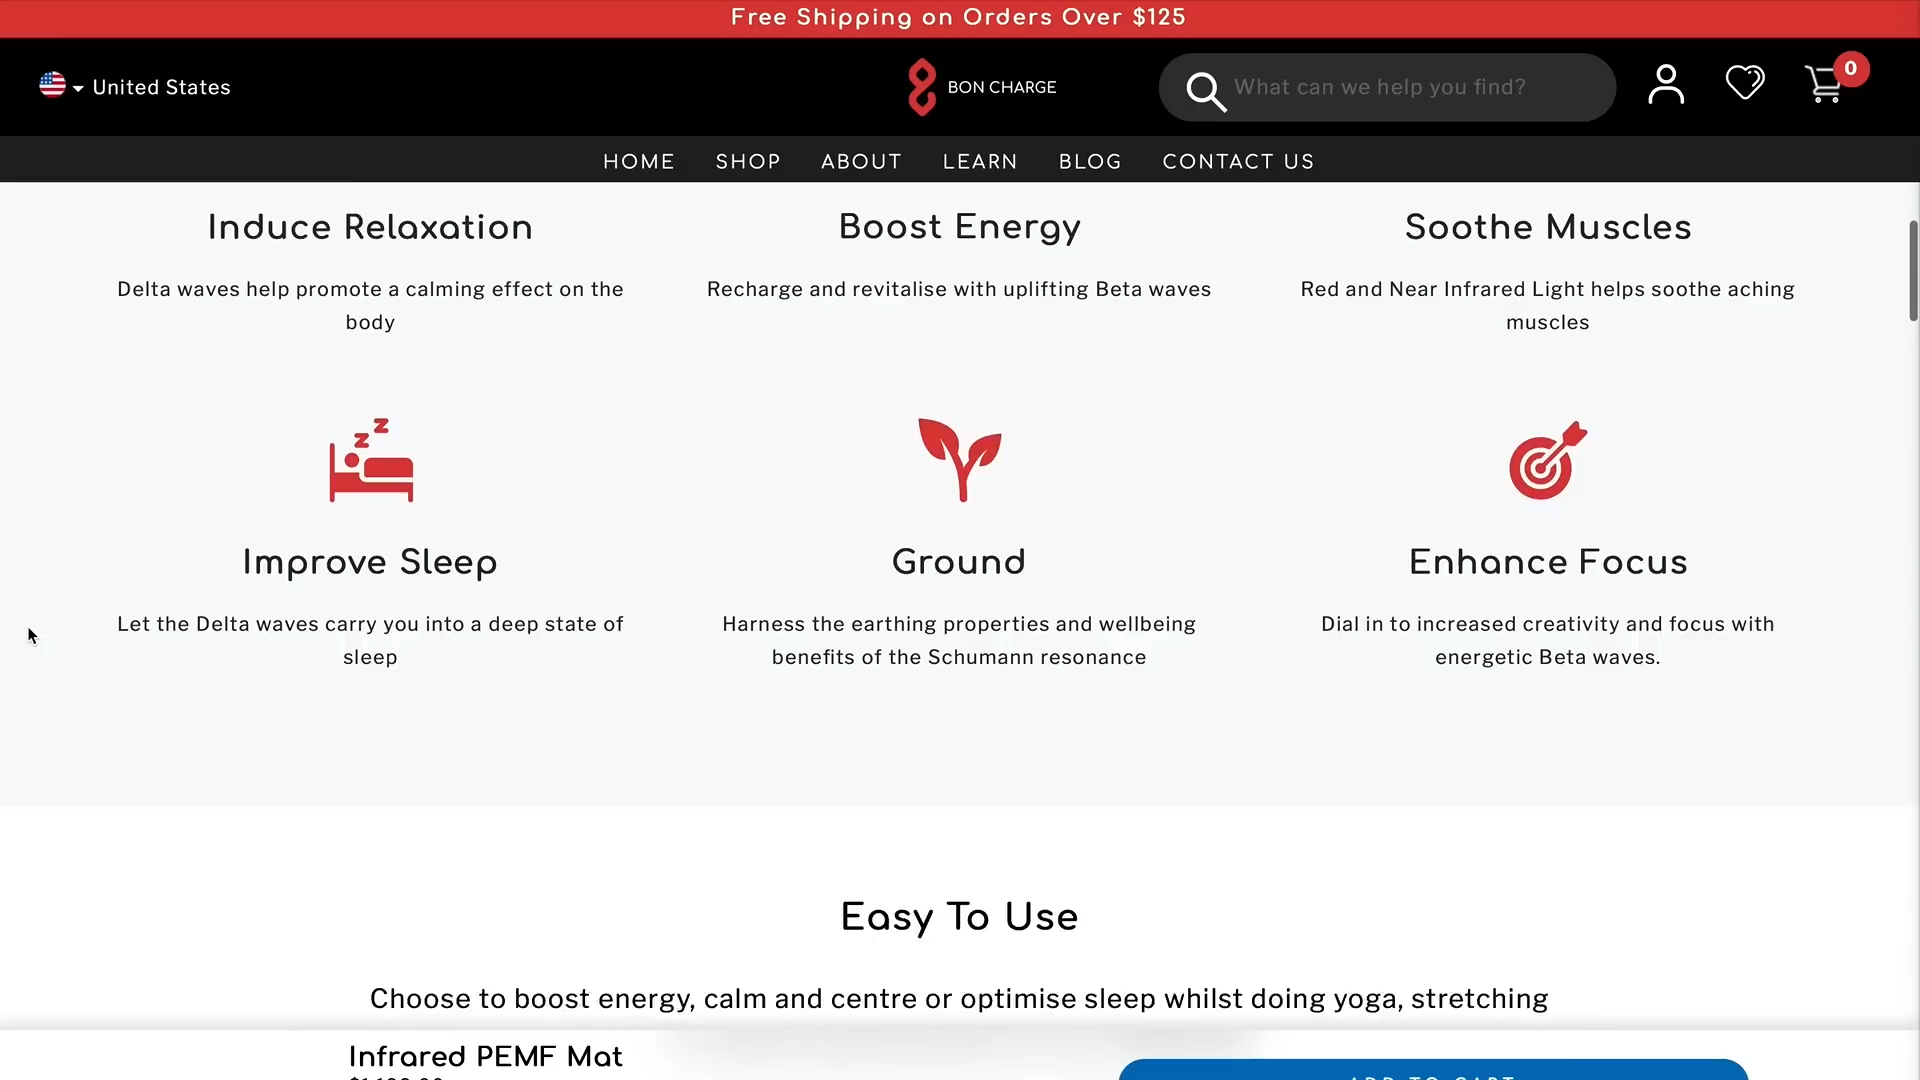 Free Shipping on Orders Over $125
United States
BON CHARGE
What can we help you find?
0
HOME SHOP ABOUT LEARN BLOG CONTACT US
Induce Relaxation
Delta waves help promote a calming effect on the
body
Boost Energy
Recharge and revitalise with uplifting Beta waves
Soothe Muscles
Red and Near Infrared Light helps soothe aching
muscles
Improve Sleep
Let the Delta waves carry you into a deep state of
sleep
Ground
Harness the earthing properties and wellbeing
benefits of the Schumann resonance
Enhance Focus
Dial in to increased creativity and focus with
energetic Beta waves.
Easy To Use
Choose to boost energy, calm and centre or optimise sleep whilst doing yoga, stretching
Infrared PEMF Mat
ADD TO CART